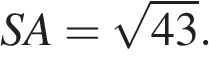 SA = √43.